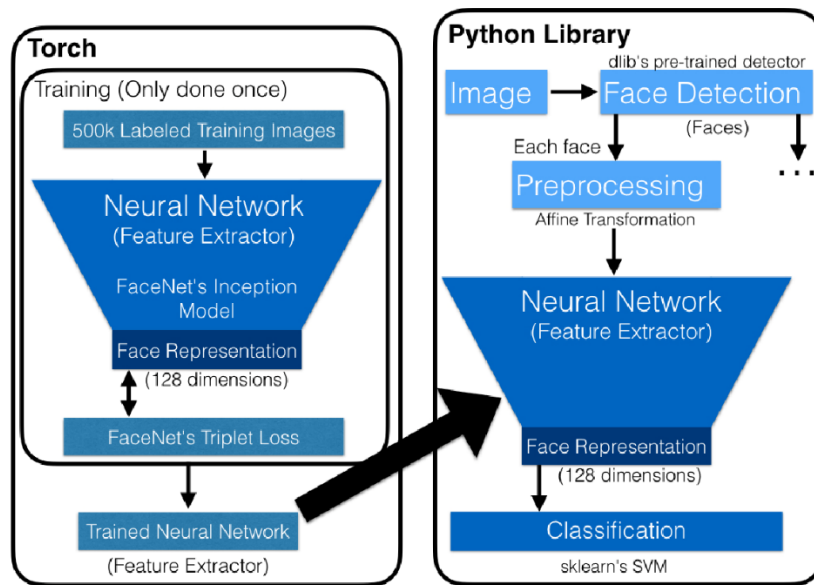 Torch
Training (Only done once)
500k Labeled Training Images
Neural Network
(Feature Extractor)
FaceNet's Inception
Model
Face Representation
(128 dimensions)
FaceNet's Triplet Loss
Trained Neural Network
(Feature Extractor)
Python Library
dlib's pre-trained detector
Image
Face Detection
(Faces)
Each face
...
Preprocessing
Affine Transformation
Neural Network
(Feature Extractor)
Face Representation
(128 dimensions)
Classification
sklearn's SVM